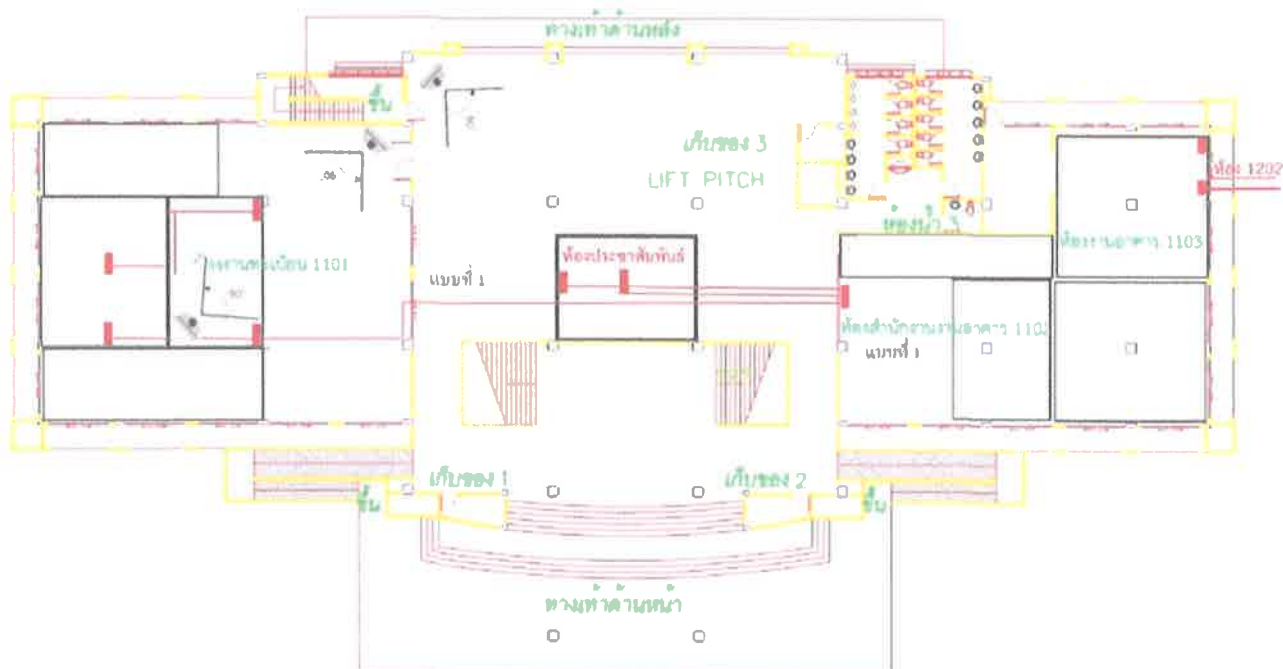 ทางเท้าด้านหลัง
ขึ้น
เก็บของ 3
LIFT PITCH
ห้อง 1202
ห้องน้ำ 3
ห้องงานอาคาร 1103
งานทะเบียน 1101
ห้องประชาสัมพันธ์
แบบที่ 1
ห้องสำนักงานงานอาคาร 1102
แบบที่ 1
เก็บของ 1
เก็บของ 2
ขึ้น
ขึ้น
ทางเท้าด้านหน้า